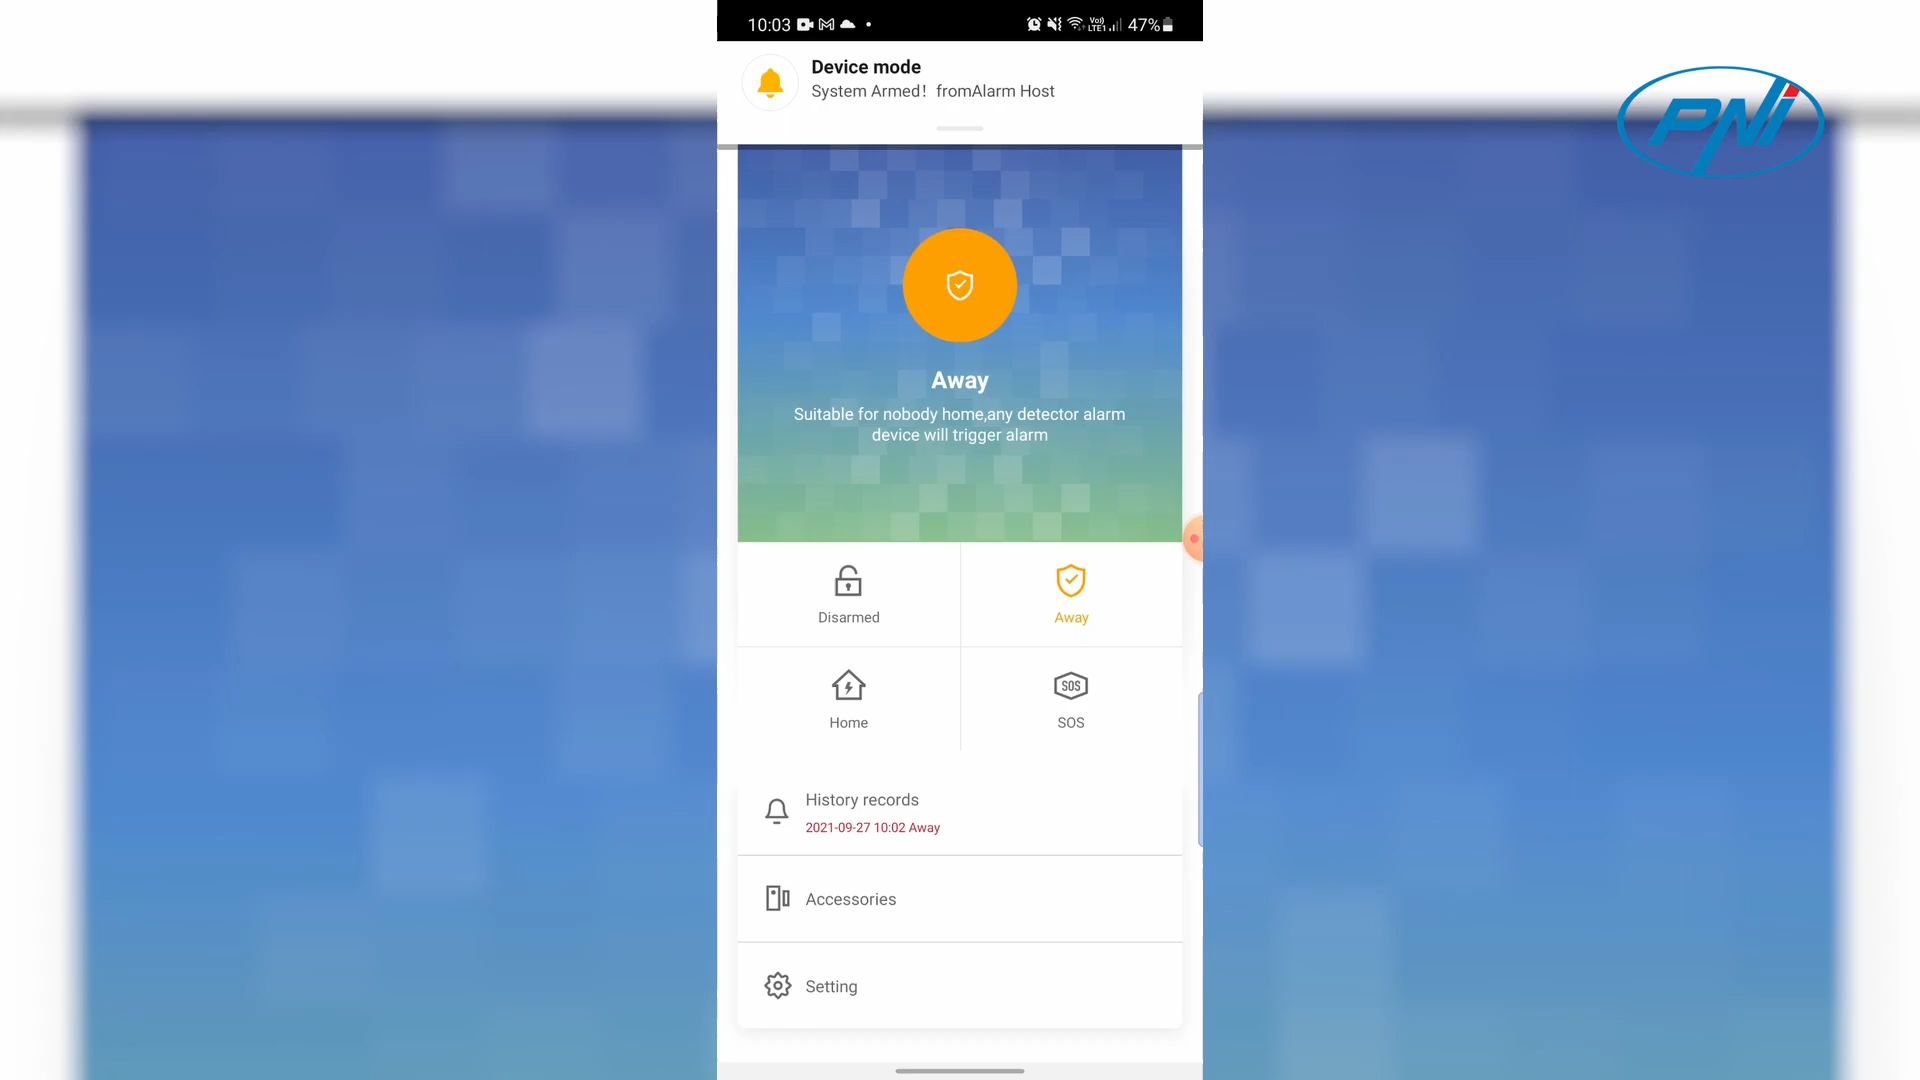 10:03
LTE1 47%
Device mode
System Armed! fromAlarm Host
PNI
Away
Suitable for nobody home,any detector alarm
device will trigger alarm
Disarmed
Away
Home
SOS
SOS
History records
2021-09-27 10:02 Away
Accessories
Setting